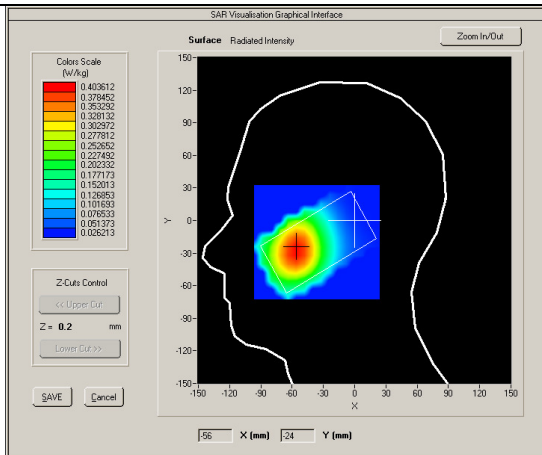 SAR Visualisation Graphical Interface
Surface Radiated Intensity
Zoom In/Out
Colors Scale
(W/kg)
0.403612
0.378452
0.353292
0.328132
0.302972
0.277812
0.252652
0.227492
0.202332
0.177173
0.152013
0.126853
0.101693
0.076533
0.051373
0.026213
Z-Cuts Control
<< Upper Cut
Z = 0.2 mm
Lower Cut >>
SAVE
Cancel
150
120
90
60
30
0
-30
-60
-90
-120
-150
Y
-150 -120 -90 -60 -30 0 30 60 90 120 150
X
-56 X (mm) -24 Y (mm)